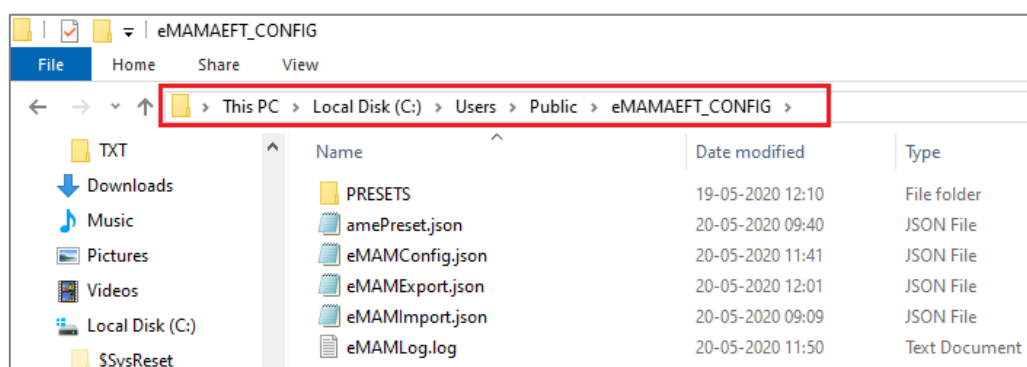 eMAMAEFT_CONFIG
File Home Share View
This PC > Local Disk (C:) > Users > Public > eMAMAEFT_CONFIG >
TXT
Name Date modified Type
Downloads
PRESETS 19-05-2020 12:10 File folder
Music
amePreset.json 20-05-2020 09:40 JSON File
Pictures
eMAMConfig.json 20-05-2020 11:41 JSON File
Videos
eMAMExport.json 20-05-2020 12:01 JSON File
Local Disk (C:)
eMAMImport.json 20-05-2020 09:09 JSON File
$SysReset
eMAMLog.log 20-05-2020 11:50 Text Document